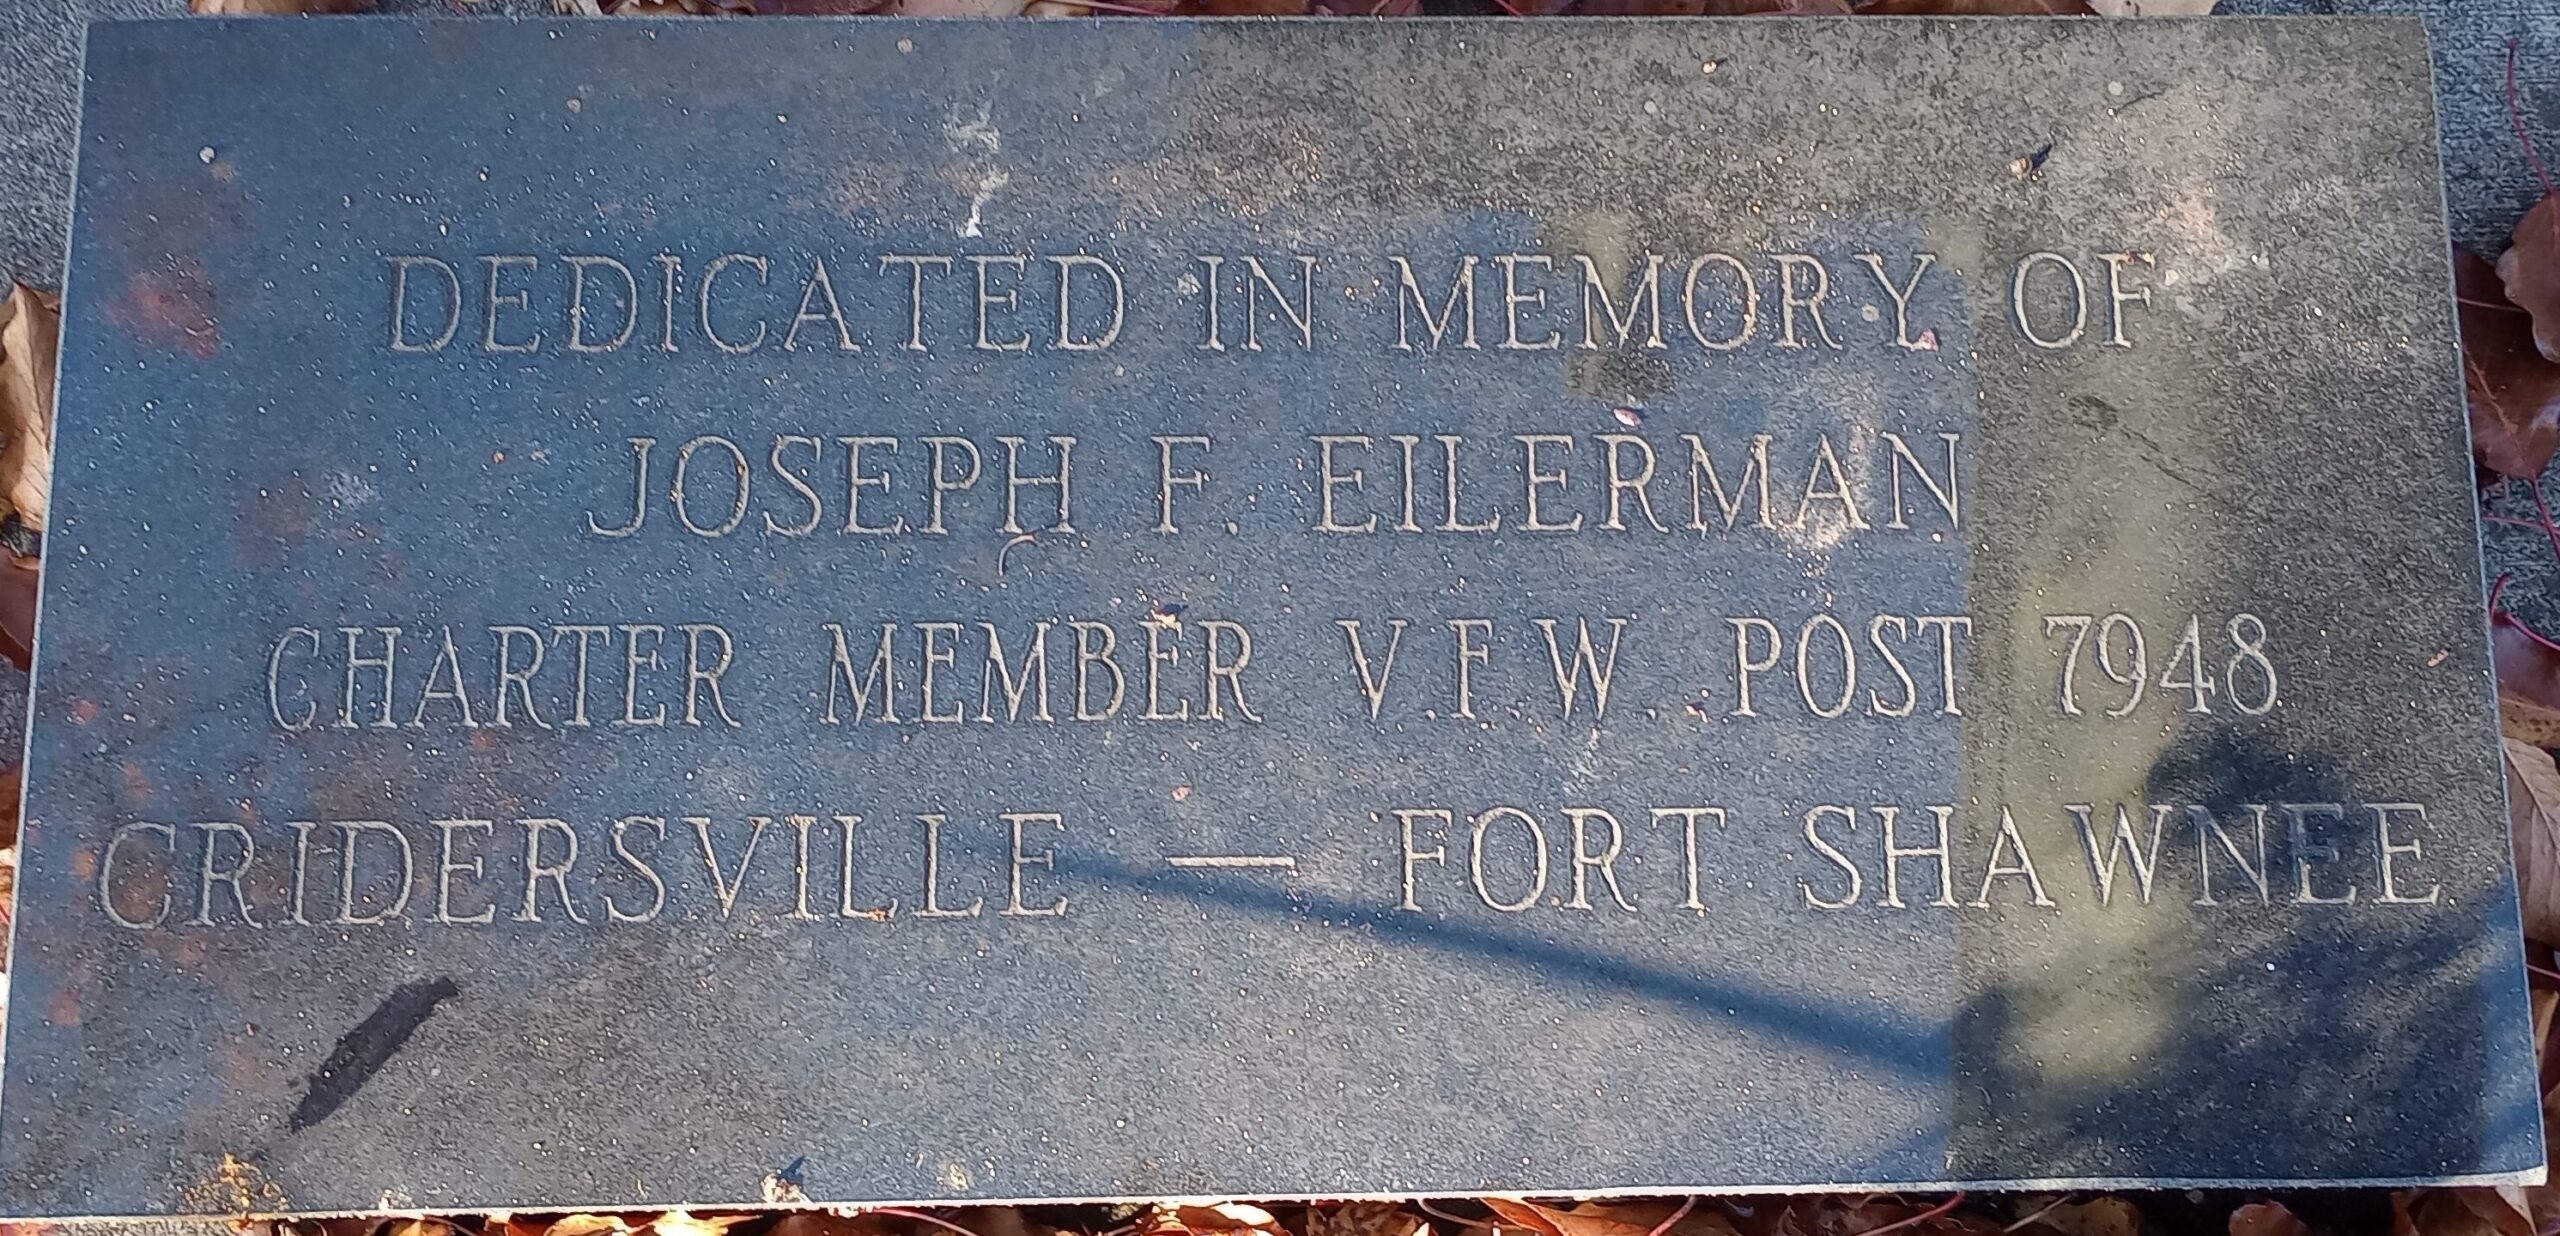 DEDICATED IN MEMORY OF
JOSEPH F. EILERMAN
CHARTER MEMBER V.F.W. POST 7948
CRIDERSVILLE — FORT SHAWNEE